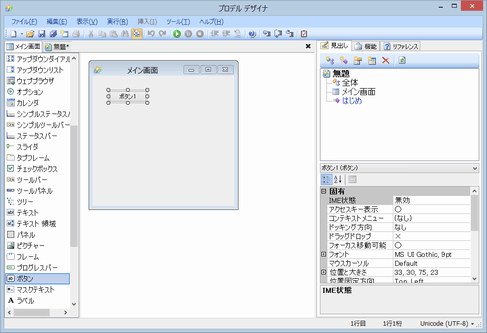 プロデル デザイナ
ファイル(F) 編集(E) 表示(V) 実行(R) 挿入(I) ツール(T) ヘルプ(H)
メイン画面 無題*
アップダウンダイアル
アップダウンリスト
ウェブブラウザ
オプション
カレンダ
シンプルステータスバ
シンプルツールバー
ステータスバー
スライダ
タブフレーム
チェックボックス
ツールバー
ツールパネル
ツリー
テキスト
テキスト領域
パネル
ピクチャー
フレーム
プログレスバー
ボタン
マスクテキスト
ラベル
メイン画面
ボタン1
見出し 機能 リファレンス
無題
全体
メイン画面
はじめ
ボタン1 (ボタン)
固有
IME状態 無効
アクセスキー表示 ○
コンテキストメニュー (なし)
ドッキング方向 なし
ドラッグドロップ ×
フォーカス移動可能 ○
フォント MS UI Gothic, 9pt
マウスカーソル Default
位置と大きさ 33, 30, 75, 23
位置固定方向 Top, Left
IME状態
1行目 1行1桁 Unicode (UTF-8)